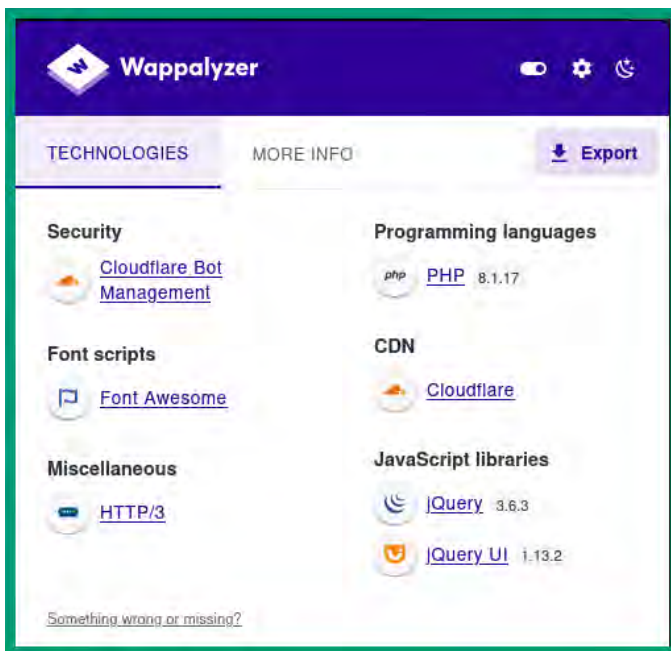 Wappalyzer
TECHNOLOGIES
MORE INFO
Export
Security
Cloudflare Bot
Management
Font scripts
Font Awesome
Miscellaneous
HTTP/3
Programming languages
php PHP 8.1.17
CDN
Cloudflare
JavaScript libraries
jQuery 3.6.3
jQuery UI 1.13.2
Something wrong or missing?